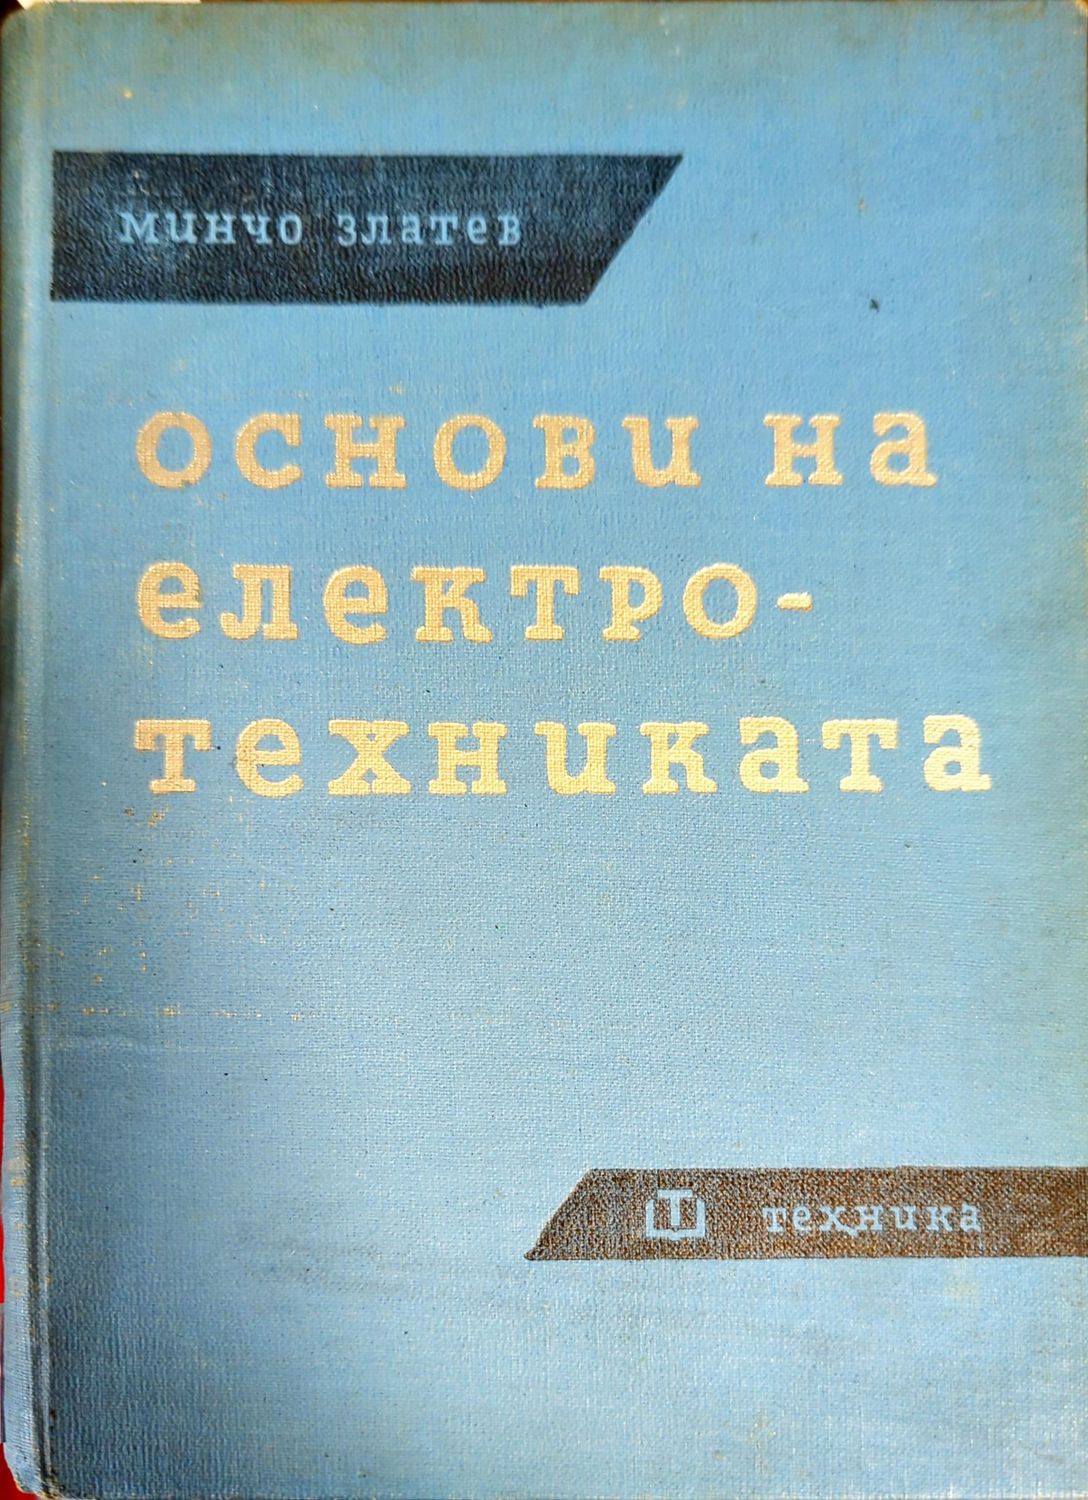 минчо златев
основи на
електро-
техниката
Т техника